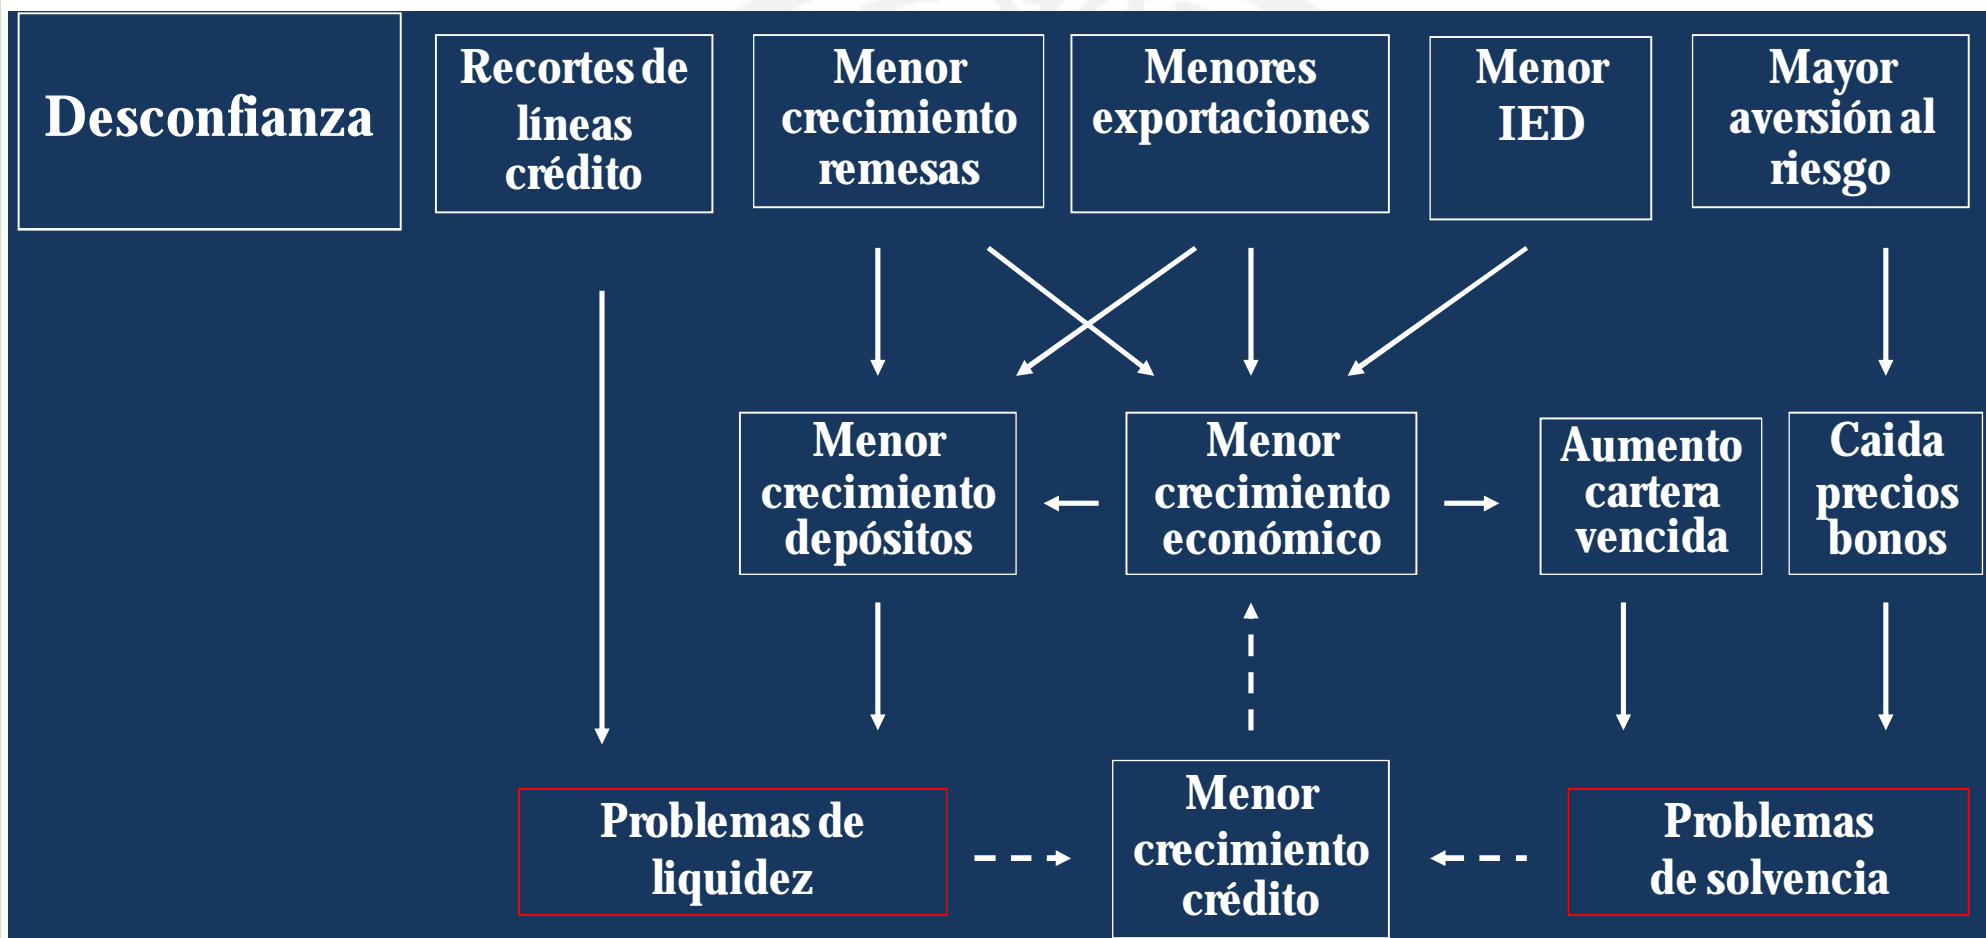 Desconfianza
Recortes de
líneas
crédito
Menor
crecimiento
remesas
Menores
exportaciones
Menor
IED
Mayor
aversión al
riesgo
Menor
crecimiento
depósitos
Menor
crecimiento
económico
Aumento
cartera
vencida
Caida
precios
bonos
Problemas de
liquidez
Menor
crecimiento
crédito
Problemas
de solvencia